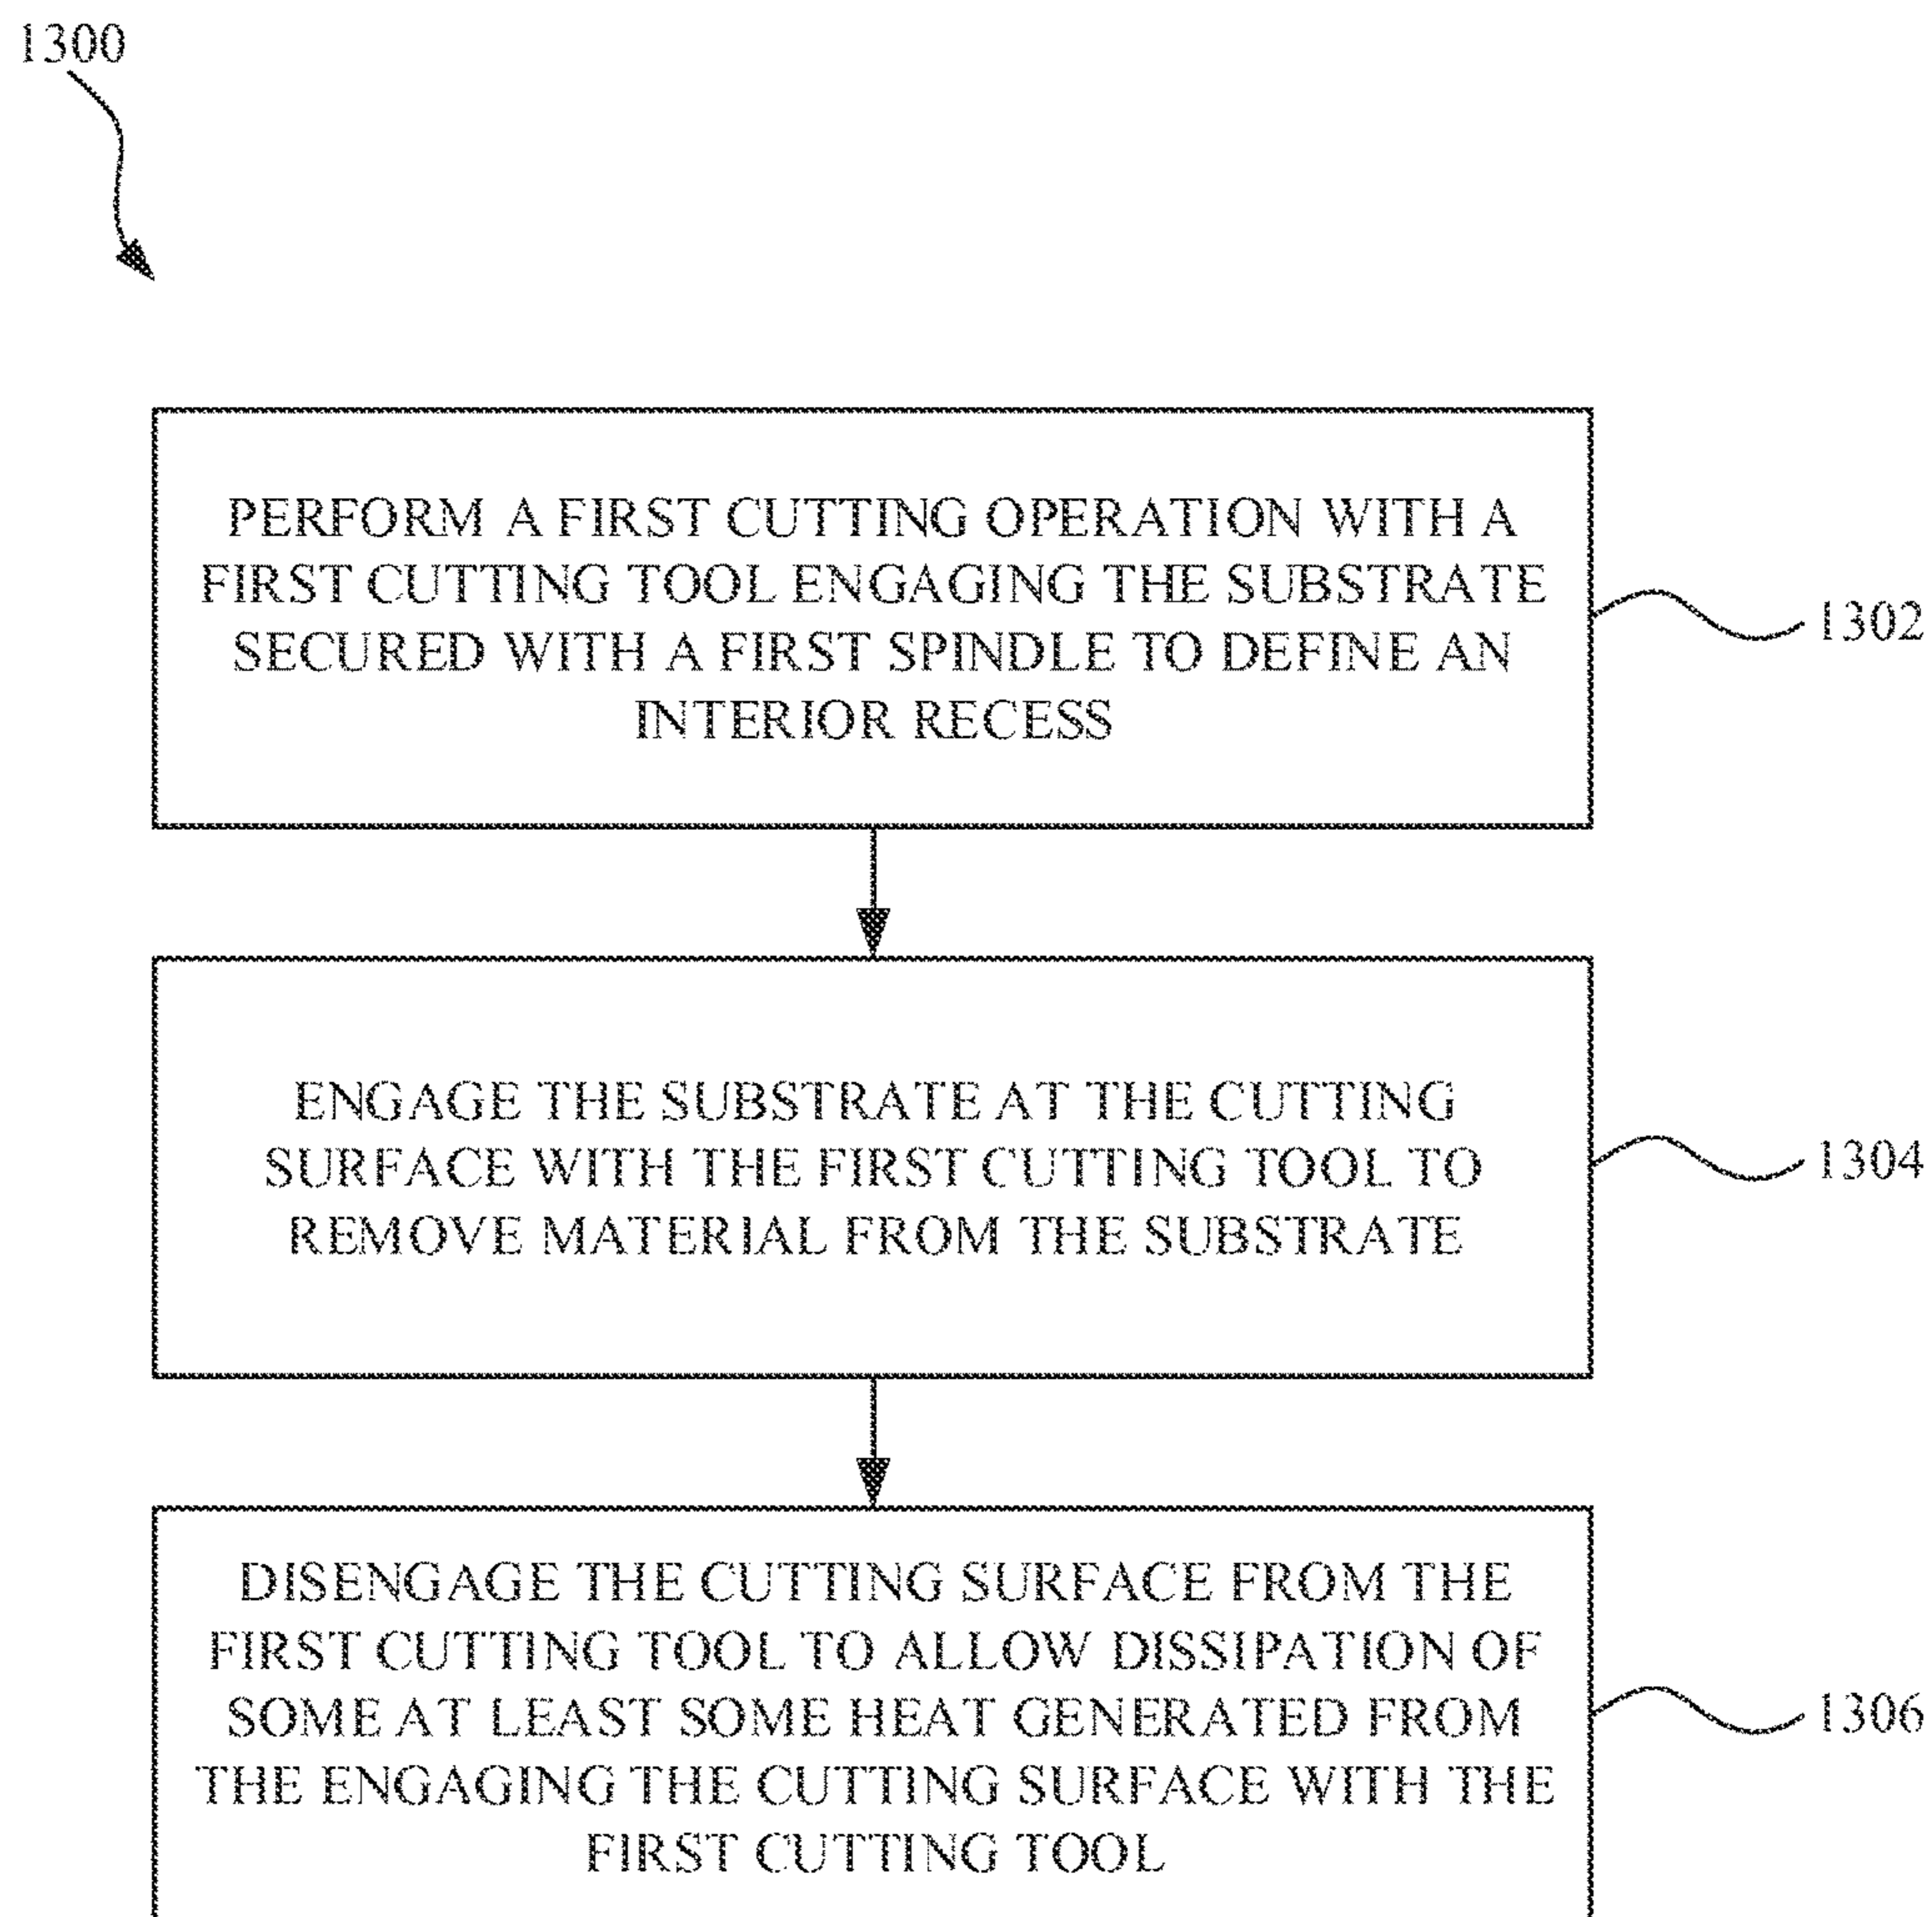 1300
PERFORM A FIRST CUTTING OPERATION WITH A
FIRST CUTTING TOOL ENGAGING THE SUBSTRATE
SECURED WITH A FIRST SPINDLE TO DEFINE AN
INTERIOR RECESS
1302
ENGAGE THE SUBSTRATE AT THE CUTTING
SURFACE WITH THE FIRST CUTTING TOOL TO
REMOVE MATERIAL FROM THE SUBSTRATE
1304
DISENGAGE THE CUTTING SURFACE FROM THE
FIRST CUTTING TOOL TO ALLOW DISSIPATION OF
SOME AT LEAST SOME HEAT GENERATED FROM
THE ENGAGING THE CUTTING SURFACE WITH THE
FIRST CUTTING TOOL
1306